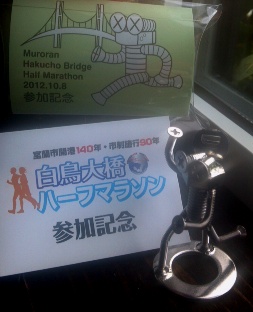 Muroran
Hakucho Bridge
Half Marathon
2012.10.8
参加記念
室蘭市開港140年・市制施行90年
白鳥大橋
ハーフマラソン
参加記念